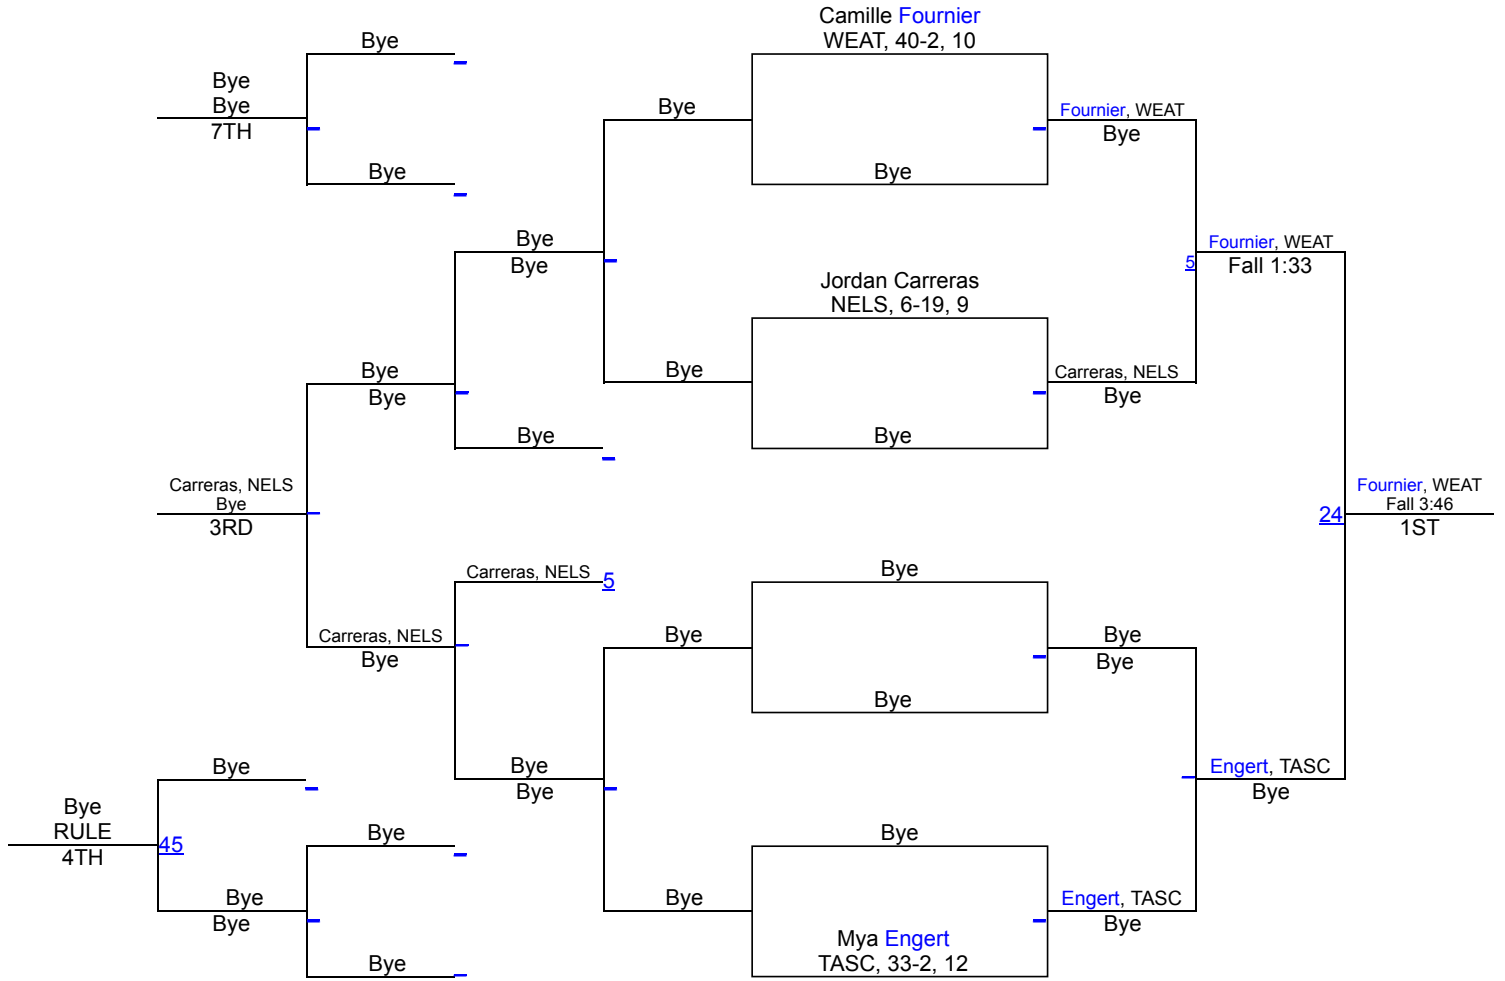 Camille Fournier
WEAT, 40-2, 10
Bye
Bye
Bye
7TH
Bye
Bye
Fournier, WEAT
Bye
Bye
Bye
Bye
Bye
Fournier, WEAT
5
Fall 1:33
Jordan Carreras
NELS, 6-19, 9
Bye
Bye
Bye
Carreras, NELS
Bye
Bye
Bye
Carreras, NELS
Bye
3RD
Fournier, WEAT
Fall 3:46
24
1ST
Carreras, NELS
5
Bye
Carreras, NELS
Bye
Bye
Bye
Bye
Bye
Bye
Bye
Bye
Engert, TASC
Bye
Bye
RULE
45
4TH
Bye
Bye
Bye
Bye
Bye
Engert, TASC
Bye
Mya Engert
TASC, 33-2, 12
Bye